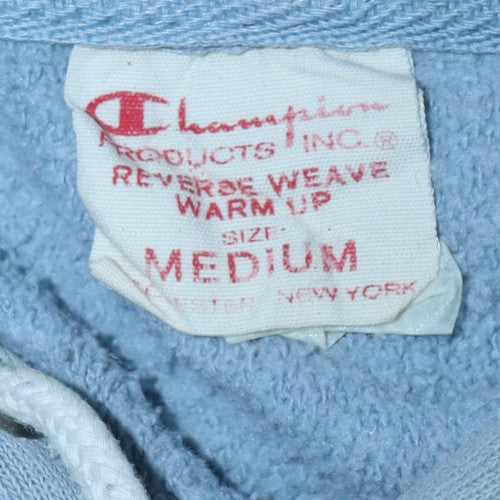 Champion
PRODUCTS INC.®
REVERSE WEAVE
WARM UP
SIZE:
MEDIUM
NEW YORK